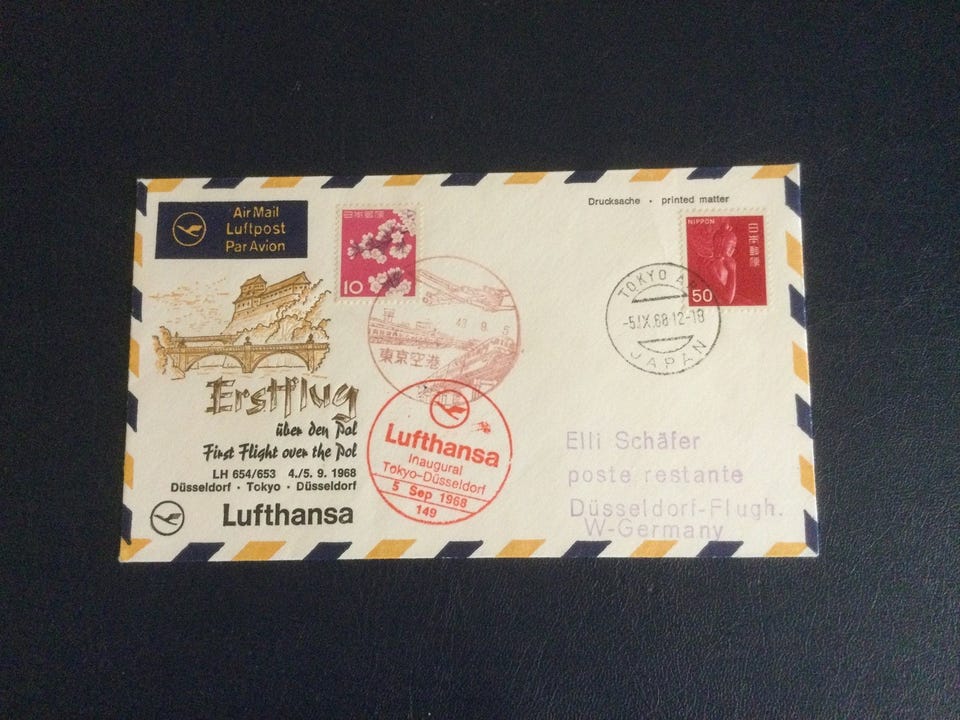 Air Mail
Luftpost
Par Avion
日本郵便
10
Drucksache · printed matter
NIPPON
日本郵便
50
TOKYO A
-5.IX.68 12-18
JAPAN
43 9. 5
東京空港
Erstflug
über den Pol
First Flight over the Pol
LH 654/653 4./5. 9. 1968
Düsseldorf · Tokyo · Düsseldorf
Lufthansa
Lufthansa
Inaugural
Tokyo-Düsseldorf
5 Sep 1968
149
Elli Schäfer
poste restante
Düsseldorf-Flugh.
W-Germany